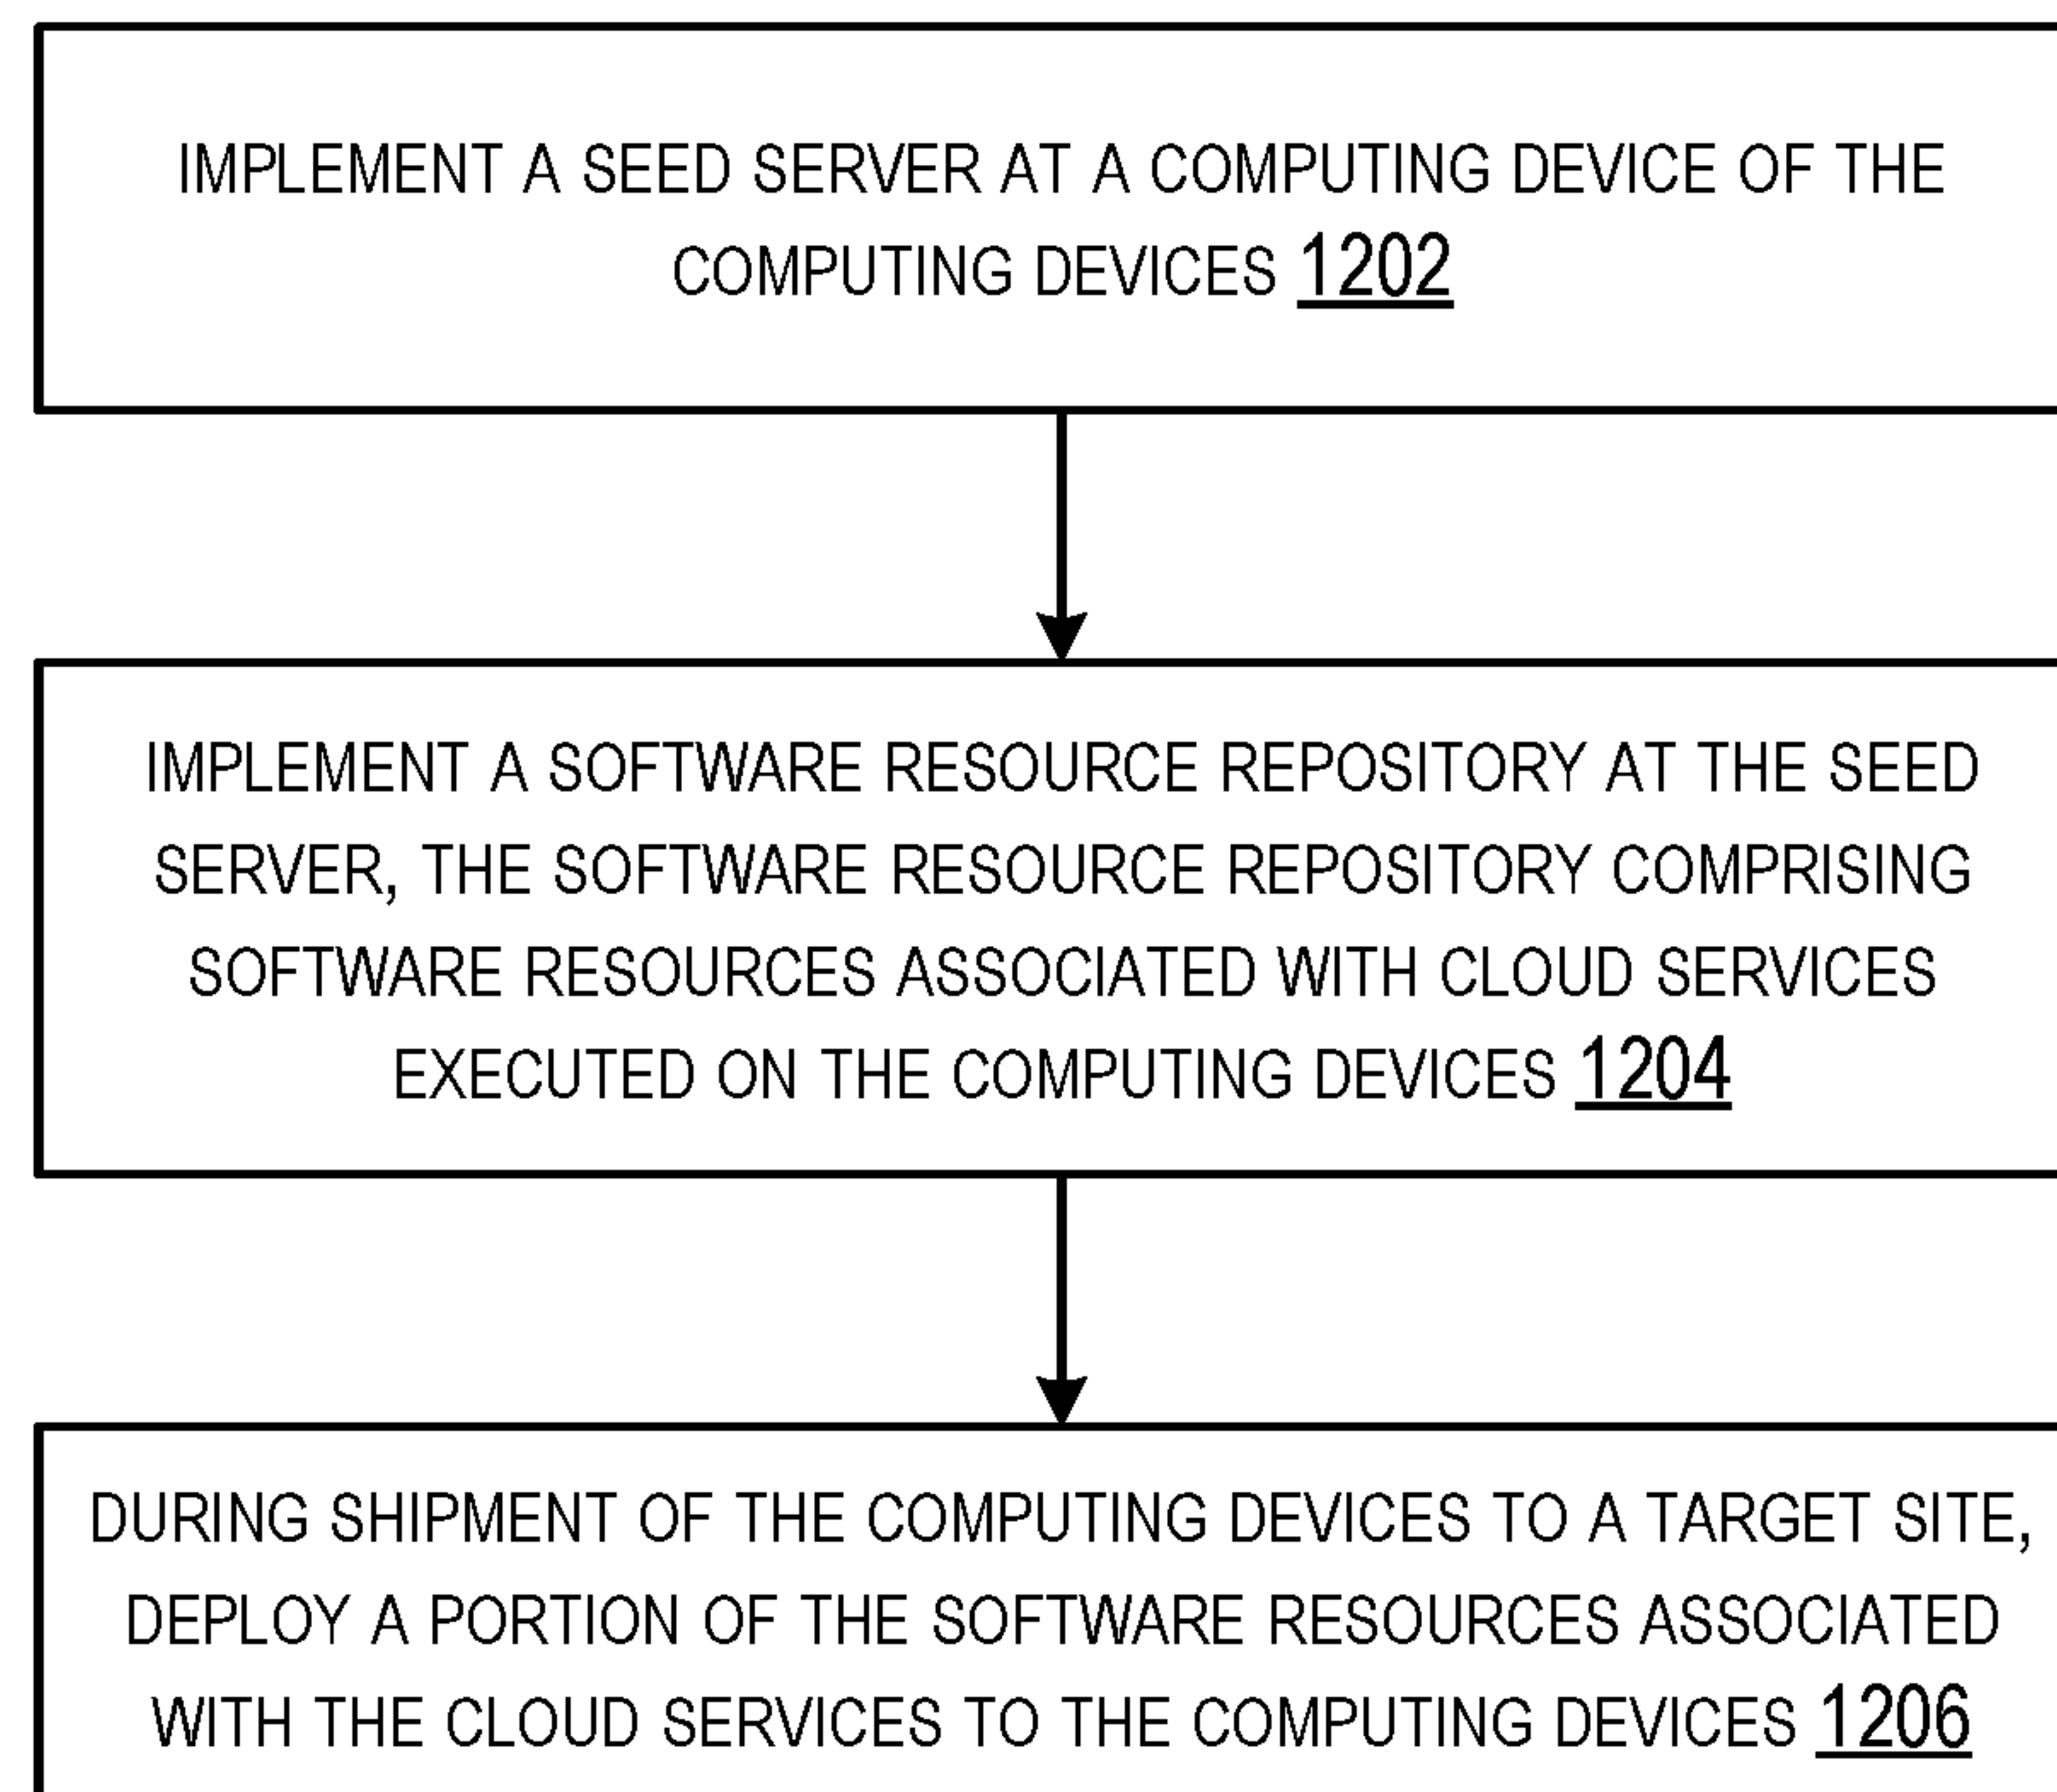 IMPLEMENT A SEED SERVER AT A COMPUTING DEVICE OF THE
COMPUTING DEVICES 1202
IMPLEMENT A SOFTWARE RESOURCE REPOSITORY AT THE SEED
SERVER, THE SOFTWARE RESOURCE REPOSITORY COMPRISING
SOFTWARE RESOURCES ASSOCIATED WITH CLOUD SERVICES
EXECUTED ON THE COMPUTING DEVICES 1204
DURING SHIPMENT OF THE COMPUTING DEVICES TO A TARGET SITE,
DEPLOY A PORTION OF THE SOFTWARE RESOURCES ASSOCIATED
WITH THE CLOUD SERVICES TO THE COMPUTING DEVICES 1206